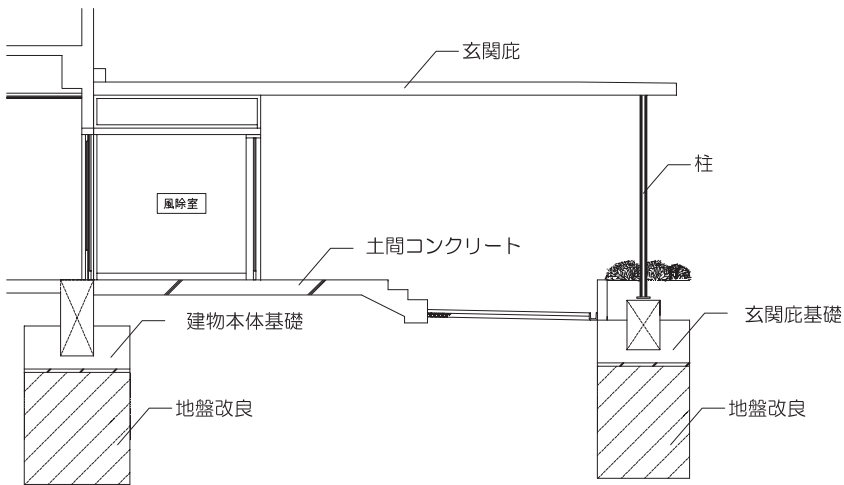 玄関庇
柱
風除室
土間コンクリート
建物本体基礎
玄関庇基礎
地盤改良
地盤改良